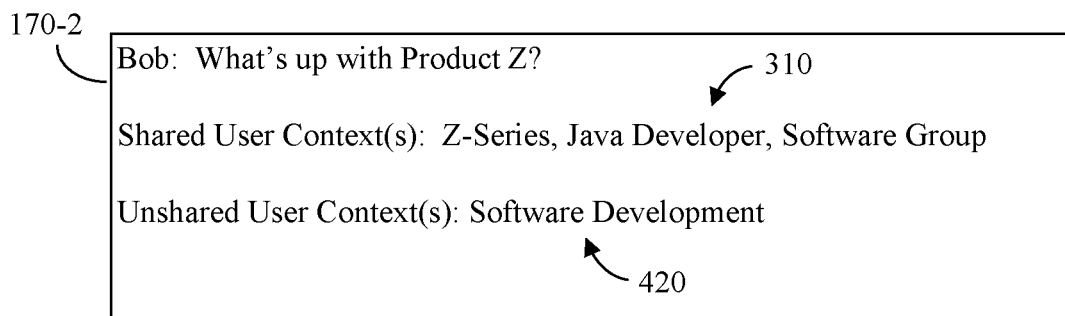 170-2
Bob: What's up with Product Z?
310
Shared User Context(s): Z-Series, Java Developer, Software Group
Unshared User Context(s): Software Development
420